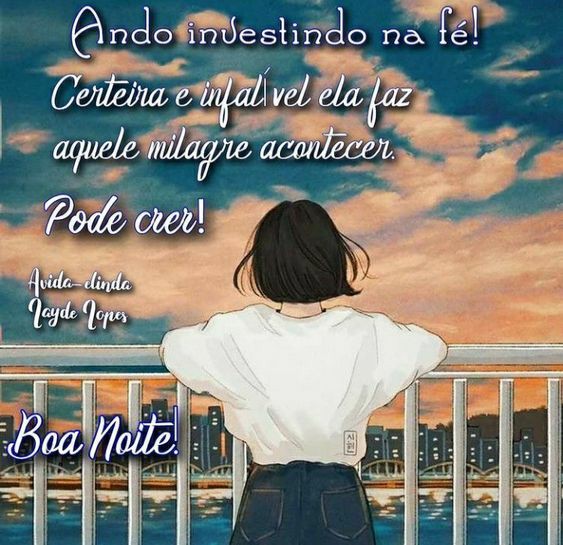 Ando investindo na fé!
Certeira e infalível ela faz
aquele milagre acontecer.
Pode crer!
Avida-elinda
Layde Lopes
Boa Noite!